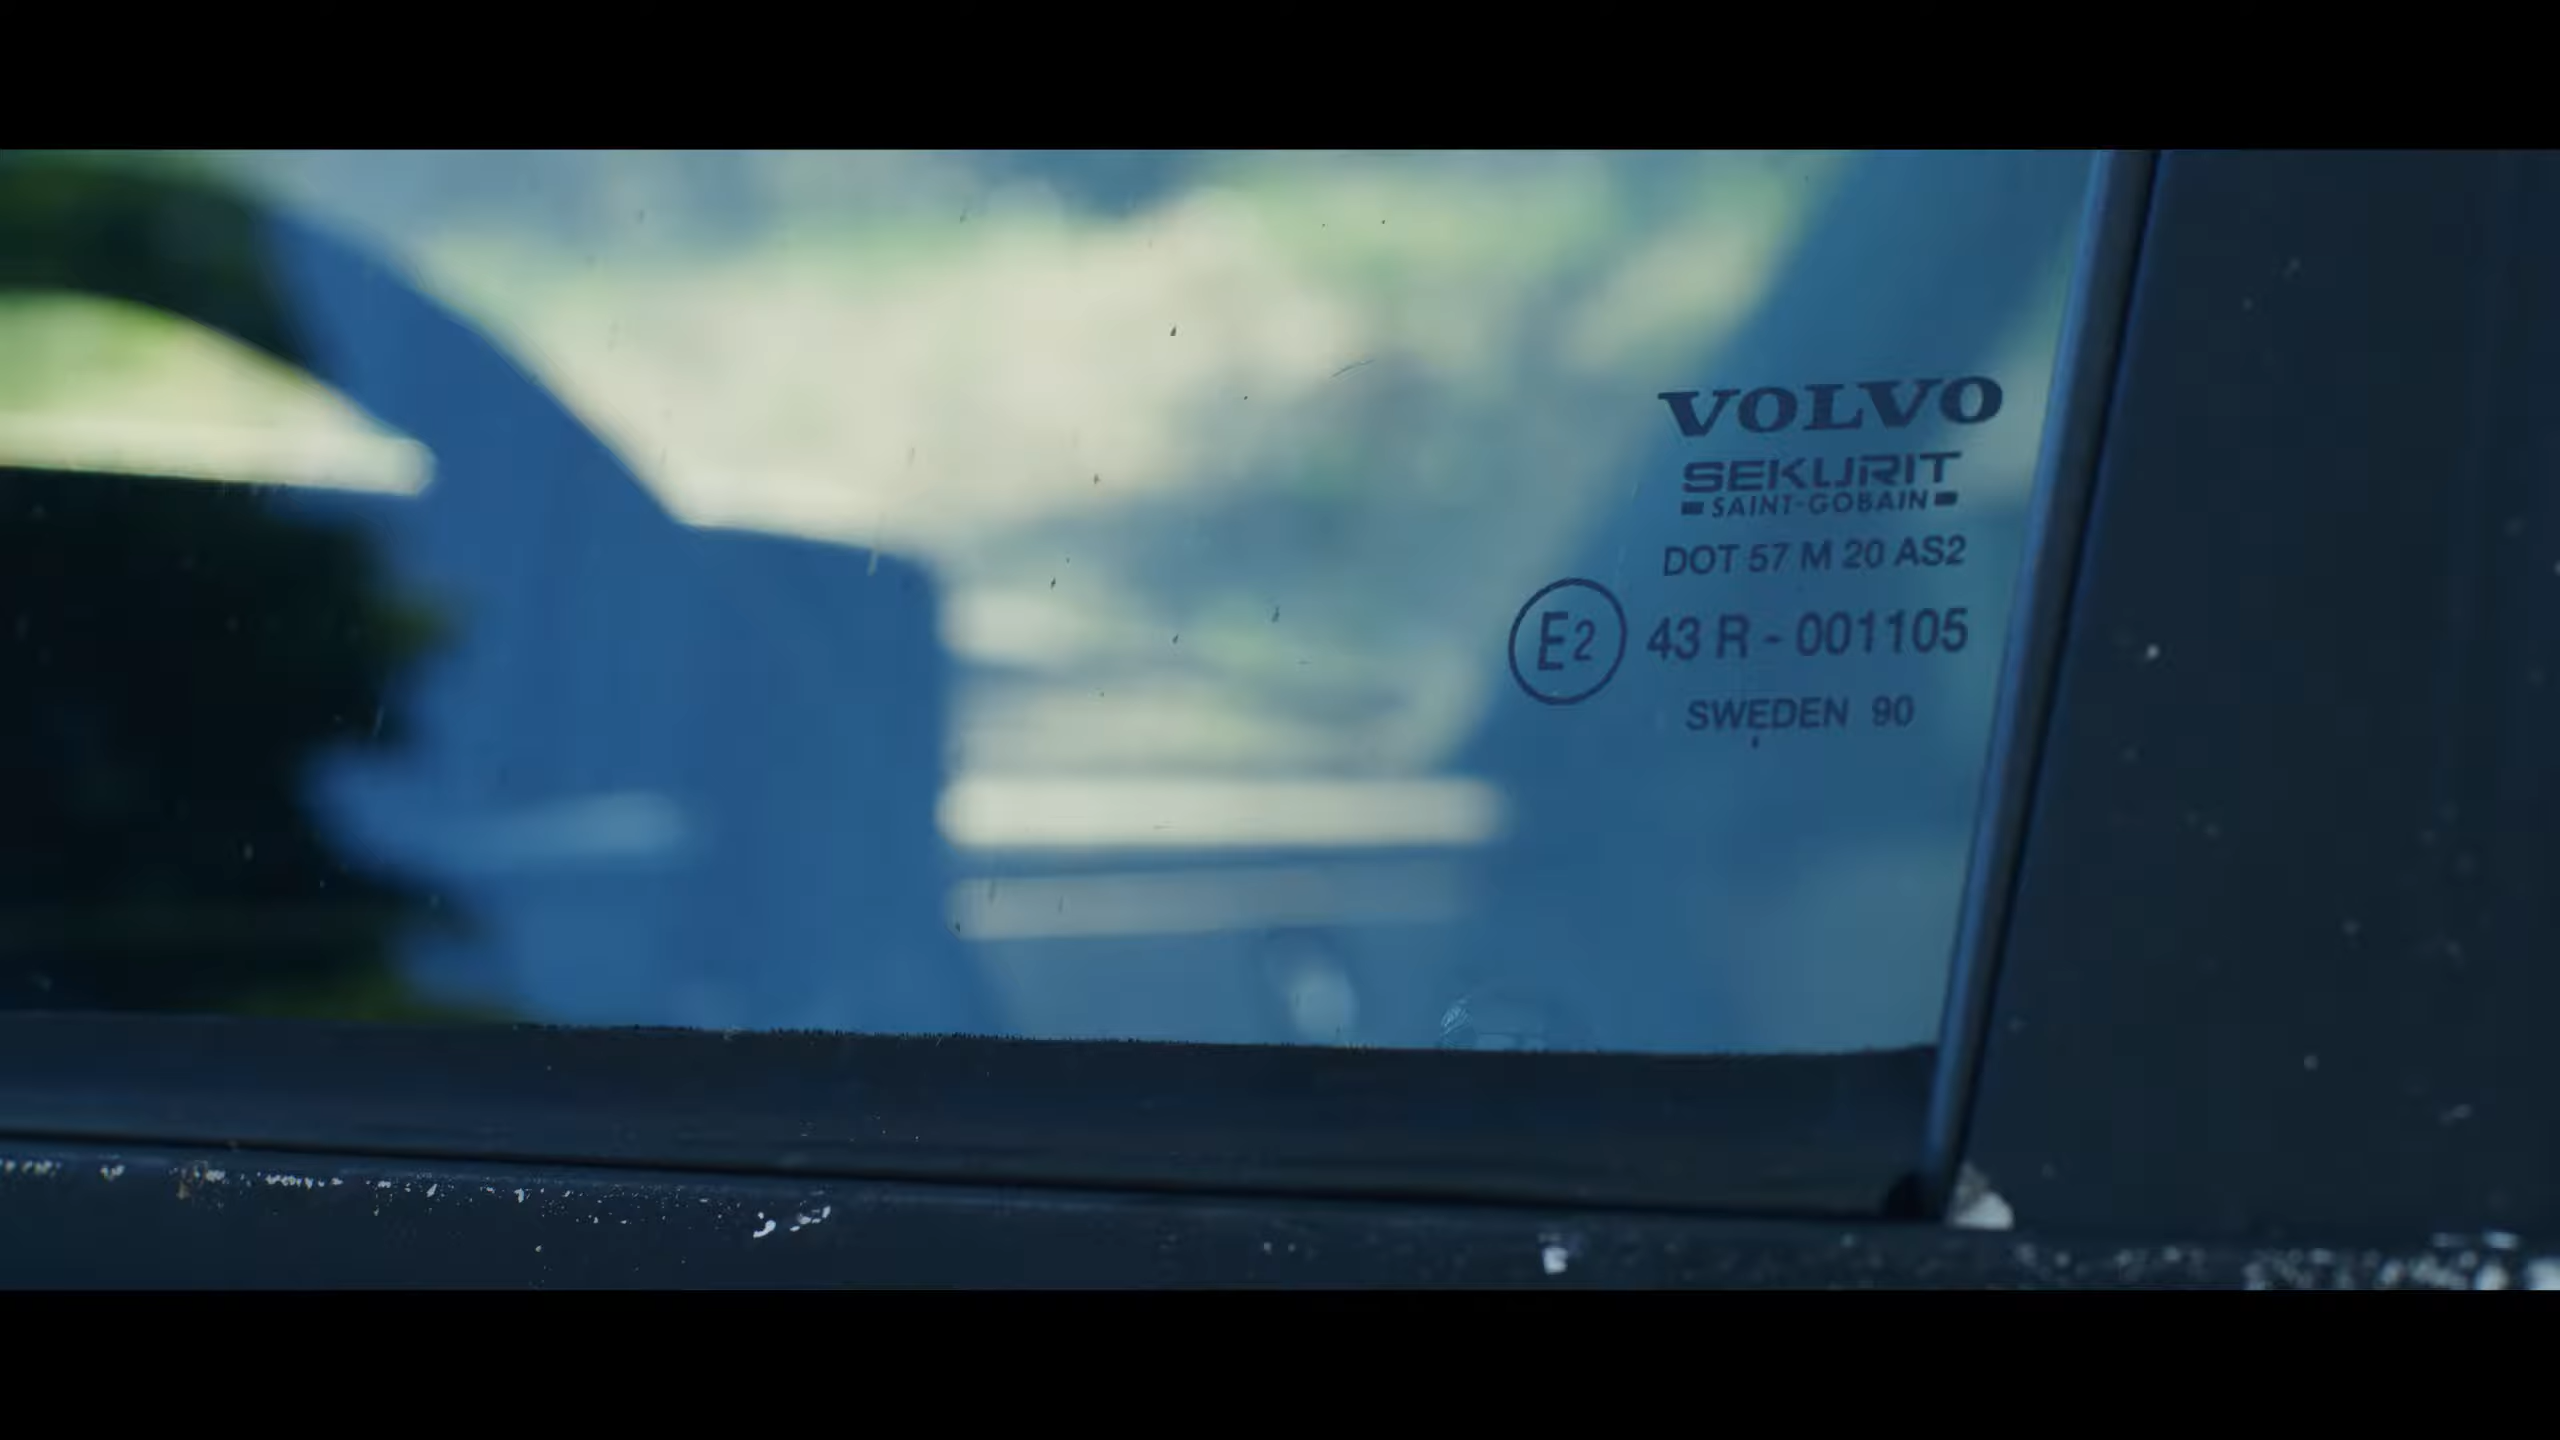 VOLVO
SEKURIT
SAINT-GOBAIN
DOT 57 M 20 AS2
E2 43 R - 001105
SWEDEN 90